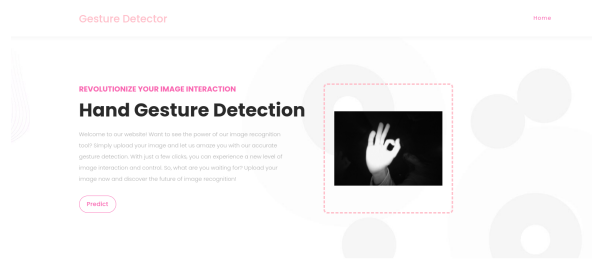 Gesture Detector
Home
REVOLUTIONIZE YOUR IMAGE INTERACTION
Hand Gesture Detection
Welcome to our website! Want to see the power of our image recognition
tool? Simply upload your image and let us amaze you with our accurate
gesture detection. With just a few clicks, you can experience a new level of
image interaction and control. So, what are you waiting for? Upload your
image now and discover the future of image recognition!
Predict